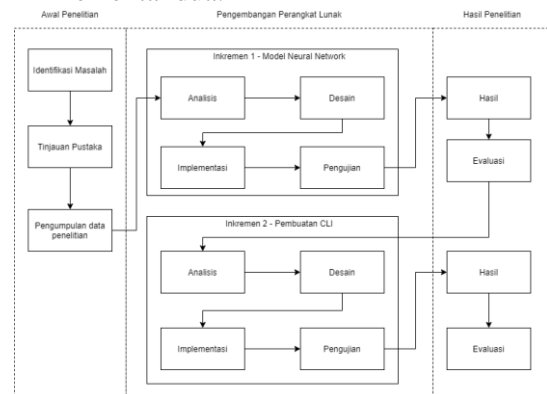 Awal Penelitian
Pengembangan Perangkat Lunak
Hasil Penelitian
Identifikasi Masalah
Tinjauan Pustaka
Pengumpulan data
penelitian
Inkremen 1 - Model Neural Network
Analisis
Desain
Implementasi
Pengujian
Hasil
Evaluasi
Inkremen 2 - Pembuatan CLI
Analisis
Desain
Implementasi
Pengujian
Hasil
Evaluasi